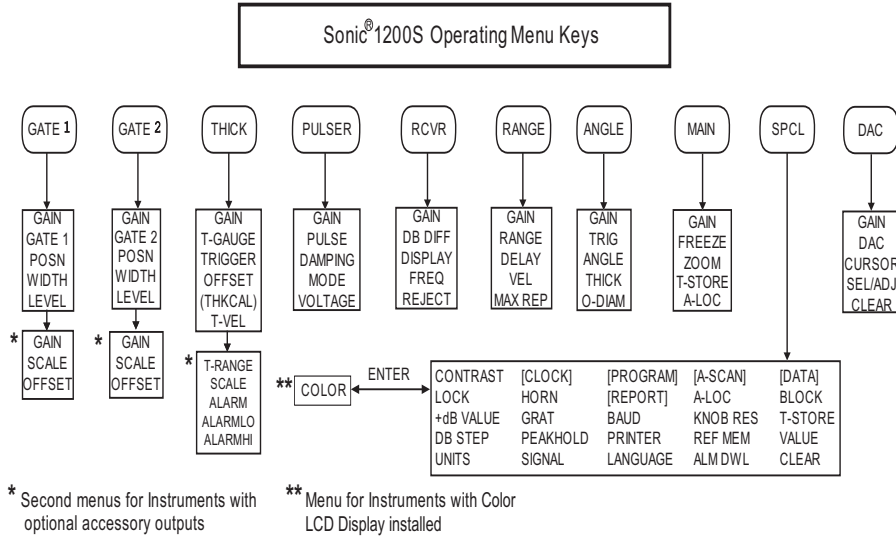 Sonic®1200S Operating Menu Keys
GATE 1 GATE 2 THICK PULSER RCVR RANGE ANGLE MAIN SPCL DAC
GAIN
GATE 1
POSN
WIDTH
LEVEL
* GAIN
SCALE
OFFSET
GAIN
GATE 2
POSN
WIDTH
LEVEL
* GAIN
SCALE
OFFSET
GAIN
T-GAUGE
TRIGGER
OFFSET
(THKCAL)
T-VEL
* T-RANGE
SCALE
ALARM
ALARMLO
ALARMHI
GAIN
PULSE
DAMPING
MODE
VOLTAGE
GAIN
DB DIFF
DISPLAY
FREQ
REJECT
GAIN
RANGE
DELAY
VEL
MAX REP
GAIN
TRIG
ANGLE
THICK
O-DIAM
GAIN
FREEZE
ZOOM
T-STORE
A-LOC
GAIN
DAC
CURSOR
SEL/ADJ
CLEAR
** COLOR ENTER
CONTRAST [CLOCK] [PROGRAM] [A-SCAN] [DATA]
LOCK HORN [REPORT] A-LOC BLOCK
+dB VALUE GRAT BAUD KNOB RES T-STORE
DB STEP PEAKHOLD PRINTER REF MEM VALUE
UNITS SIGNAL LANGUAGE ALM DWL CLEAR
* Second menus for Instruments with
optional accessory outputs
** Menu for Instruments with Color
LCD Display installed